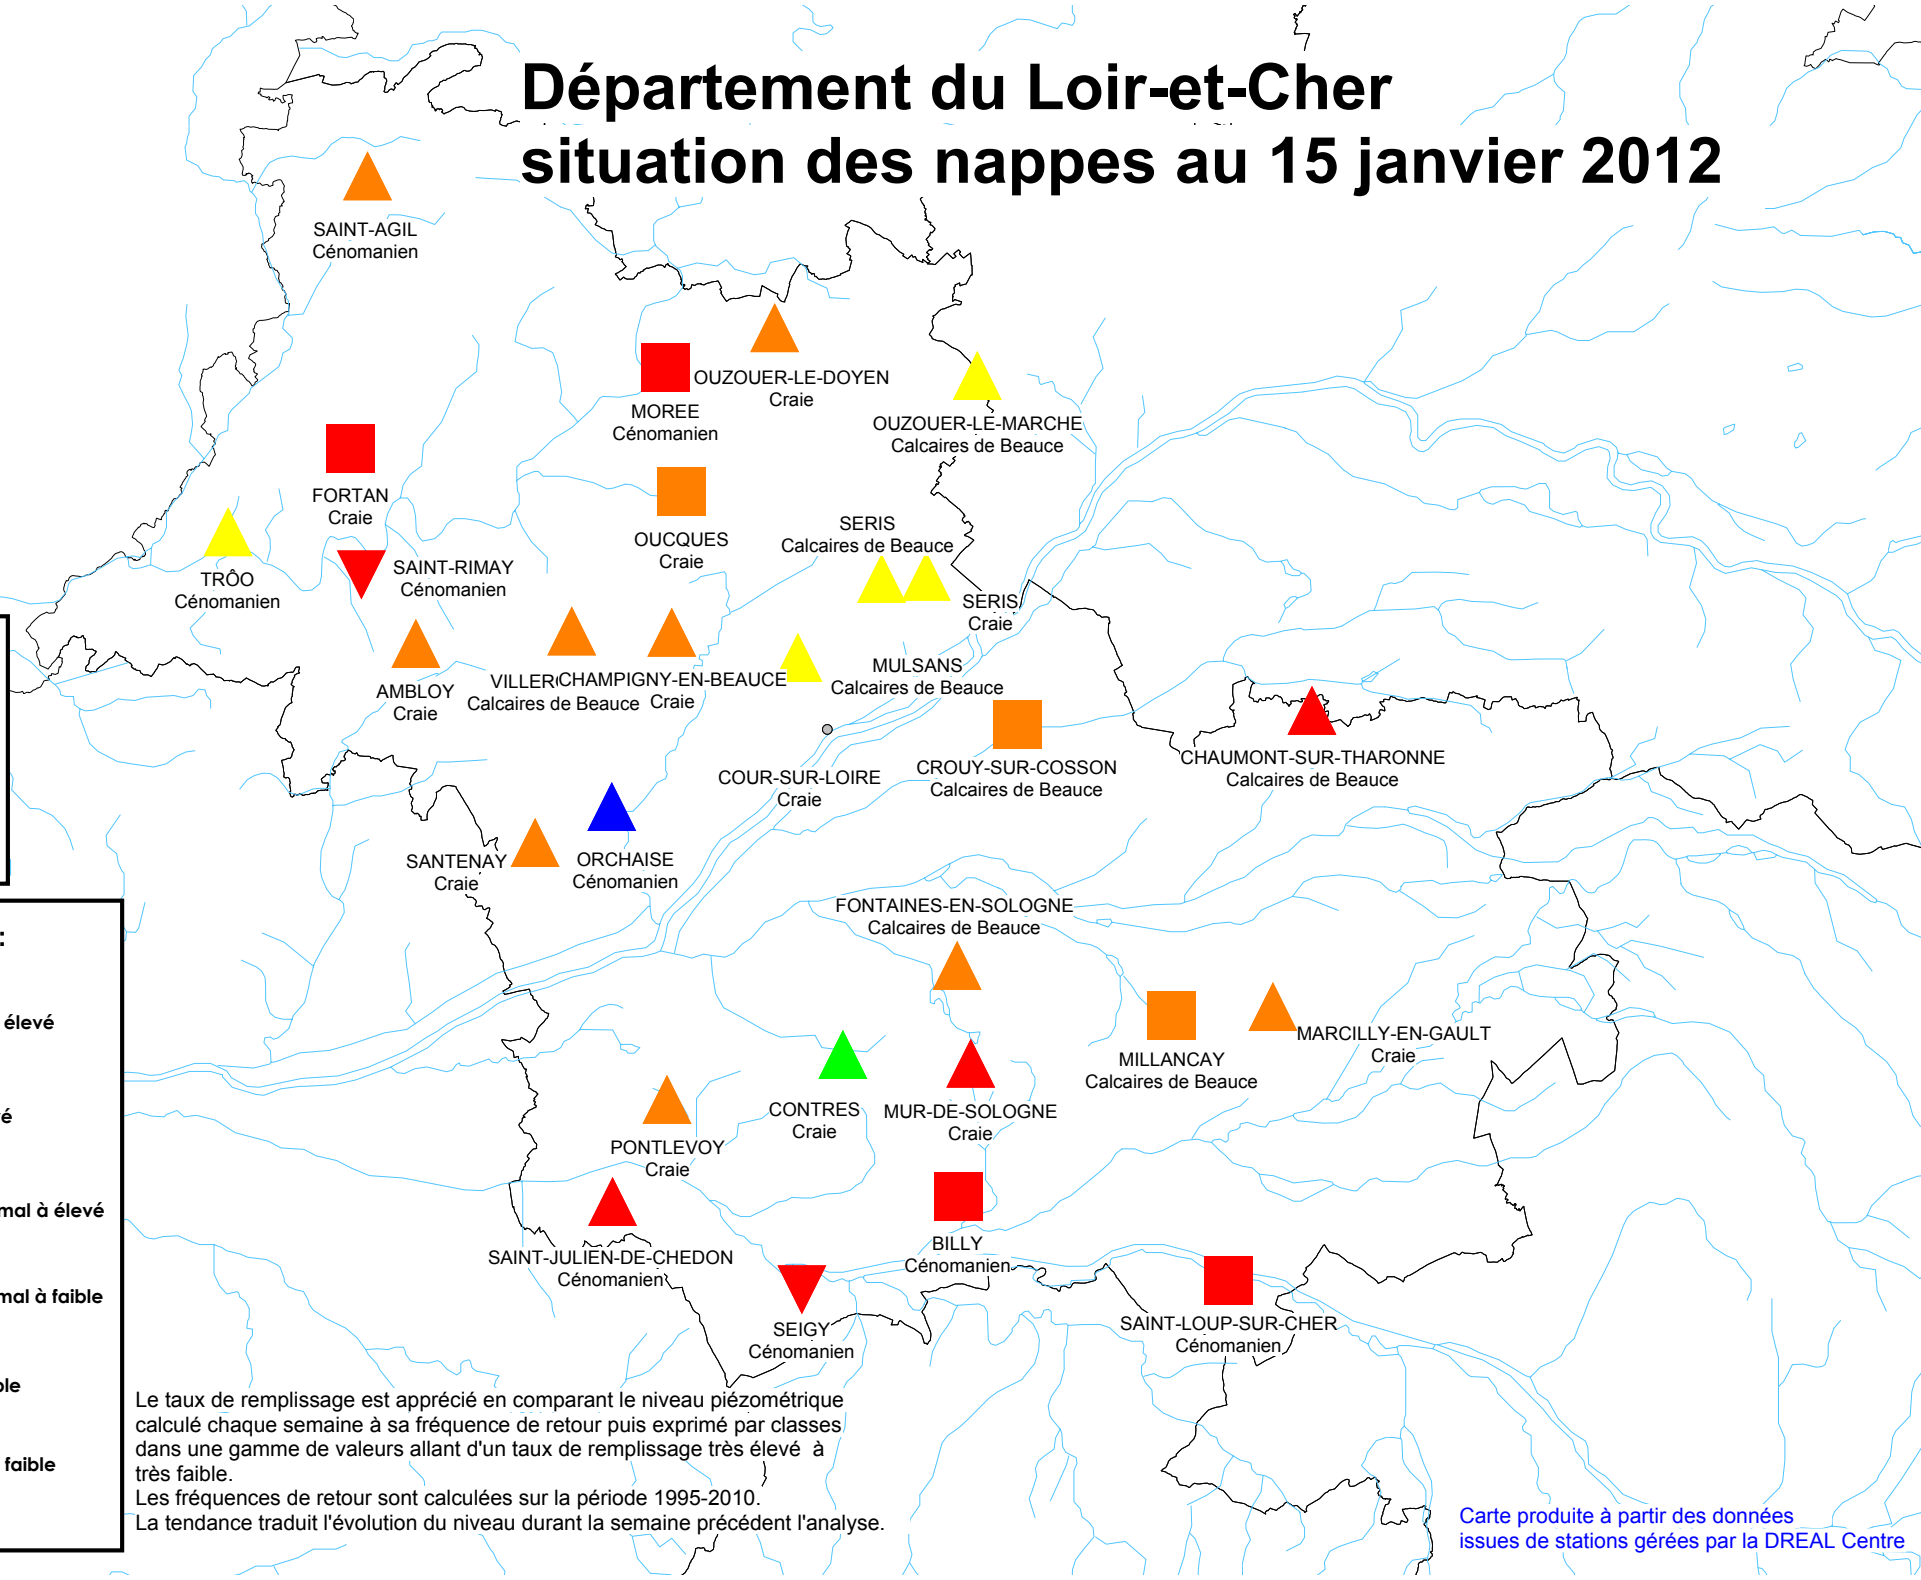 Département du Loir-et-Cher
situation des nappes au 15 janvier 2012
SAINT-AGIL
Cénomanien
OUZOUER-LE-DOYEN
Craie
MOREE
Cénomanien
OUZOUER-LE-MARCHE
Calcaires de Beauce
FORTAN
Craie
OUCQUES
Craie
SERIS
Calcaires de Beauce
TRÔO
Cénomanien
SAINT-RIMAY
Cénomanien
SERIS
Craie
AMBLOY
Craie
Calcaires de Beauce
CHAMPIGNY-EN-BEAUCE
Craie
MULSANS
Calcaires de Beauce
COUR-SUR-LOIRE
Craie
CROUY-SUR-COSSON
Calcaires de Beauce
CHAUMONT-SUR-THARONNE
Calcaires de Beauce
SANTENAY
Craie
ORCHAISE
Cénomanien
FONTAINES-EN-SOLOGNE
Calcaires de Beauce
MILLANCAY
Calcaires de Beauce
MARCILLY-EN-GAULT
Craie
CONTRES
Craie
MUR-DE-SOLOGNE
Craie
PONTLEVOY
Craie
SAINT-JULIEN-DE-CHEDON
Cénomanien
BILLY
Cénomanien
SEIGY
Cénomanien
SAINT-LOUP-SUR-CHER
Cénomanien
:
élevé
à élevé
à faible
faible
Le taux de remplissage est apprécié en comparant le niveau piézométrique
calculé chaque semaine à sa fréquence de retour puis exprimé par classes
dans une gamme de valeurs allant d'un taux de remplissage très élevé à
très faible.
Les fréquences de retour sont calculées sur la période 1995-2010.
La tendance traduit l'évolution du niveau durant la semaine précédent l'analyse.
Carte produite à partir des données
issues de stations gérées par la DREAL Centre